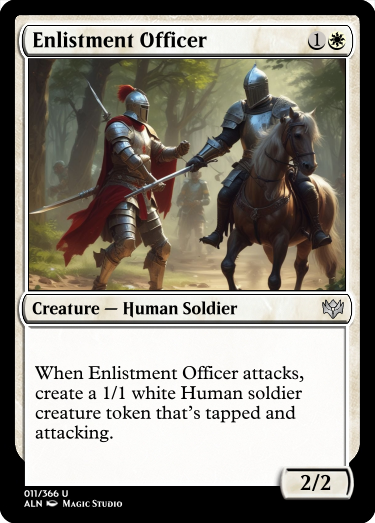 Enlistment Officer 1
Creature — Human Soldier
When Enlistment Officer attacks,
create a 1/1 white Human soldier
creature token that's tapped and
attacking.
2/2
011/366 U
ALN Magic Studio